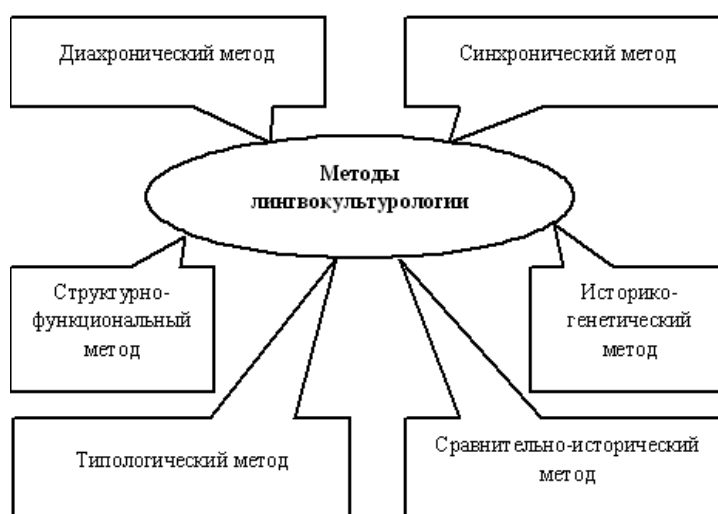 Диахронический метод
Синхронический метод
Методы
лингвокультурологии
Структурно-
функциональный
метод
Историко-
генетический
метод
Типологический метод
Сравнительно-исторический
метод